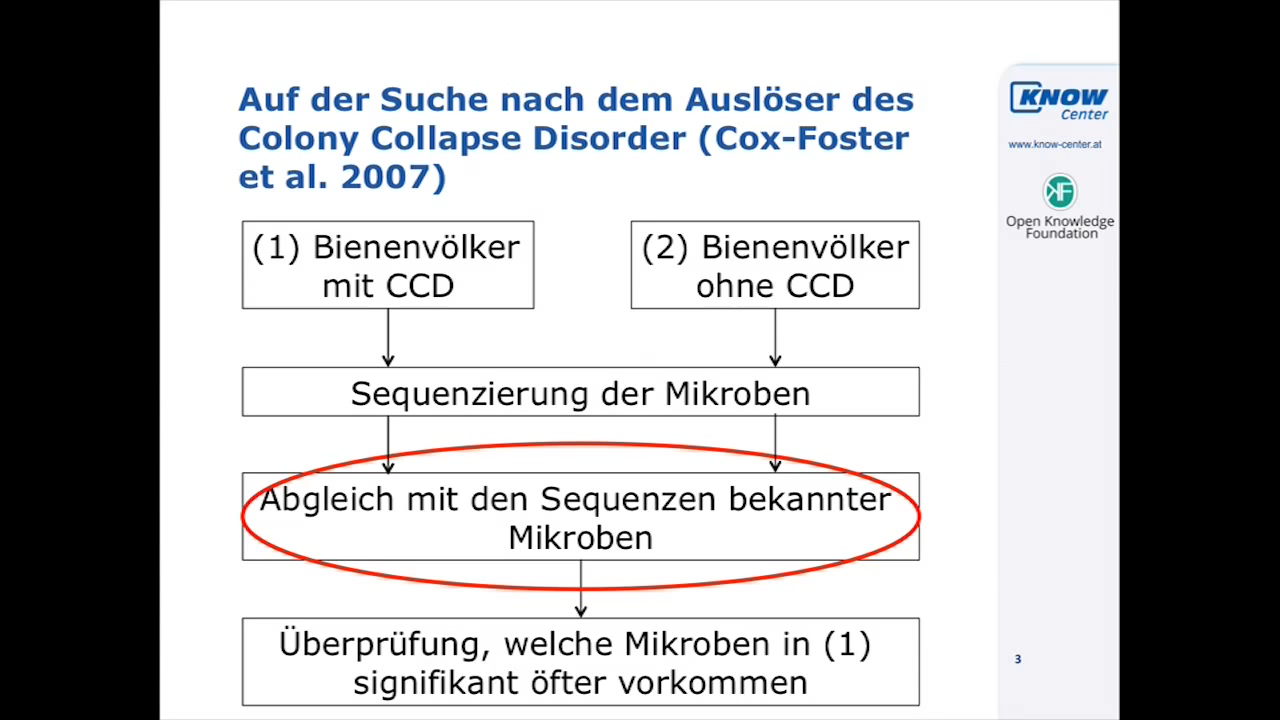 Auf der Suche nach dem Auslöser des
Colony Collapse Disorder (Cox-Foster
et al. 2007)
(1) Bienenvölker
mit CCD
(2) Bienenvölker
ohne CCD
Sequenzierung der Mikroben
Abgleich mit den Sequenzen bekannter
Mikroben
Überprüfung, welche Mikroben in (1)
signifikant öfter vorkommen
KNOW
Center
www.know-center.at
KF
Open Knowledge
Foundation
3